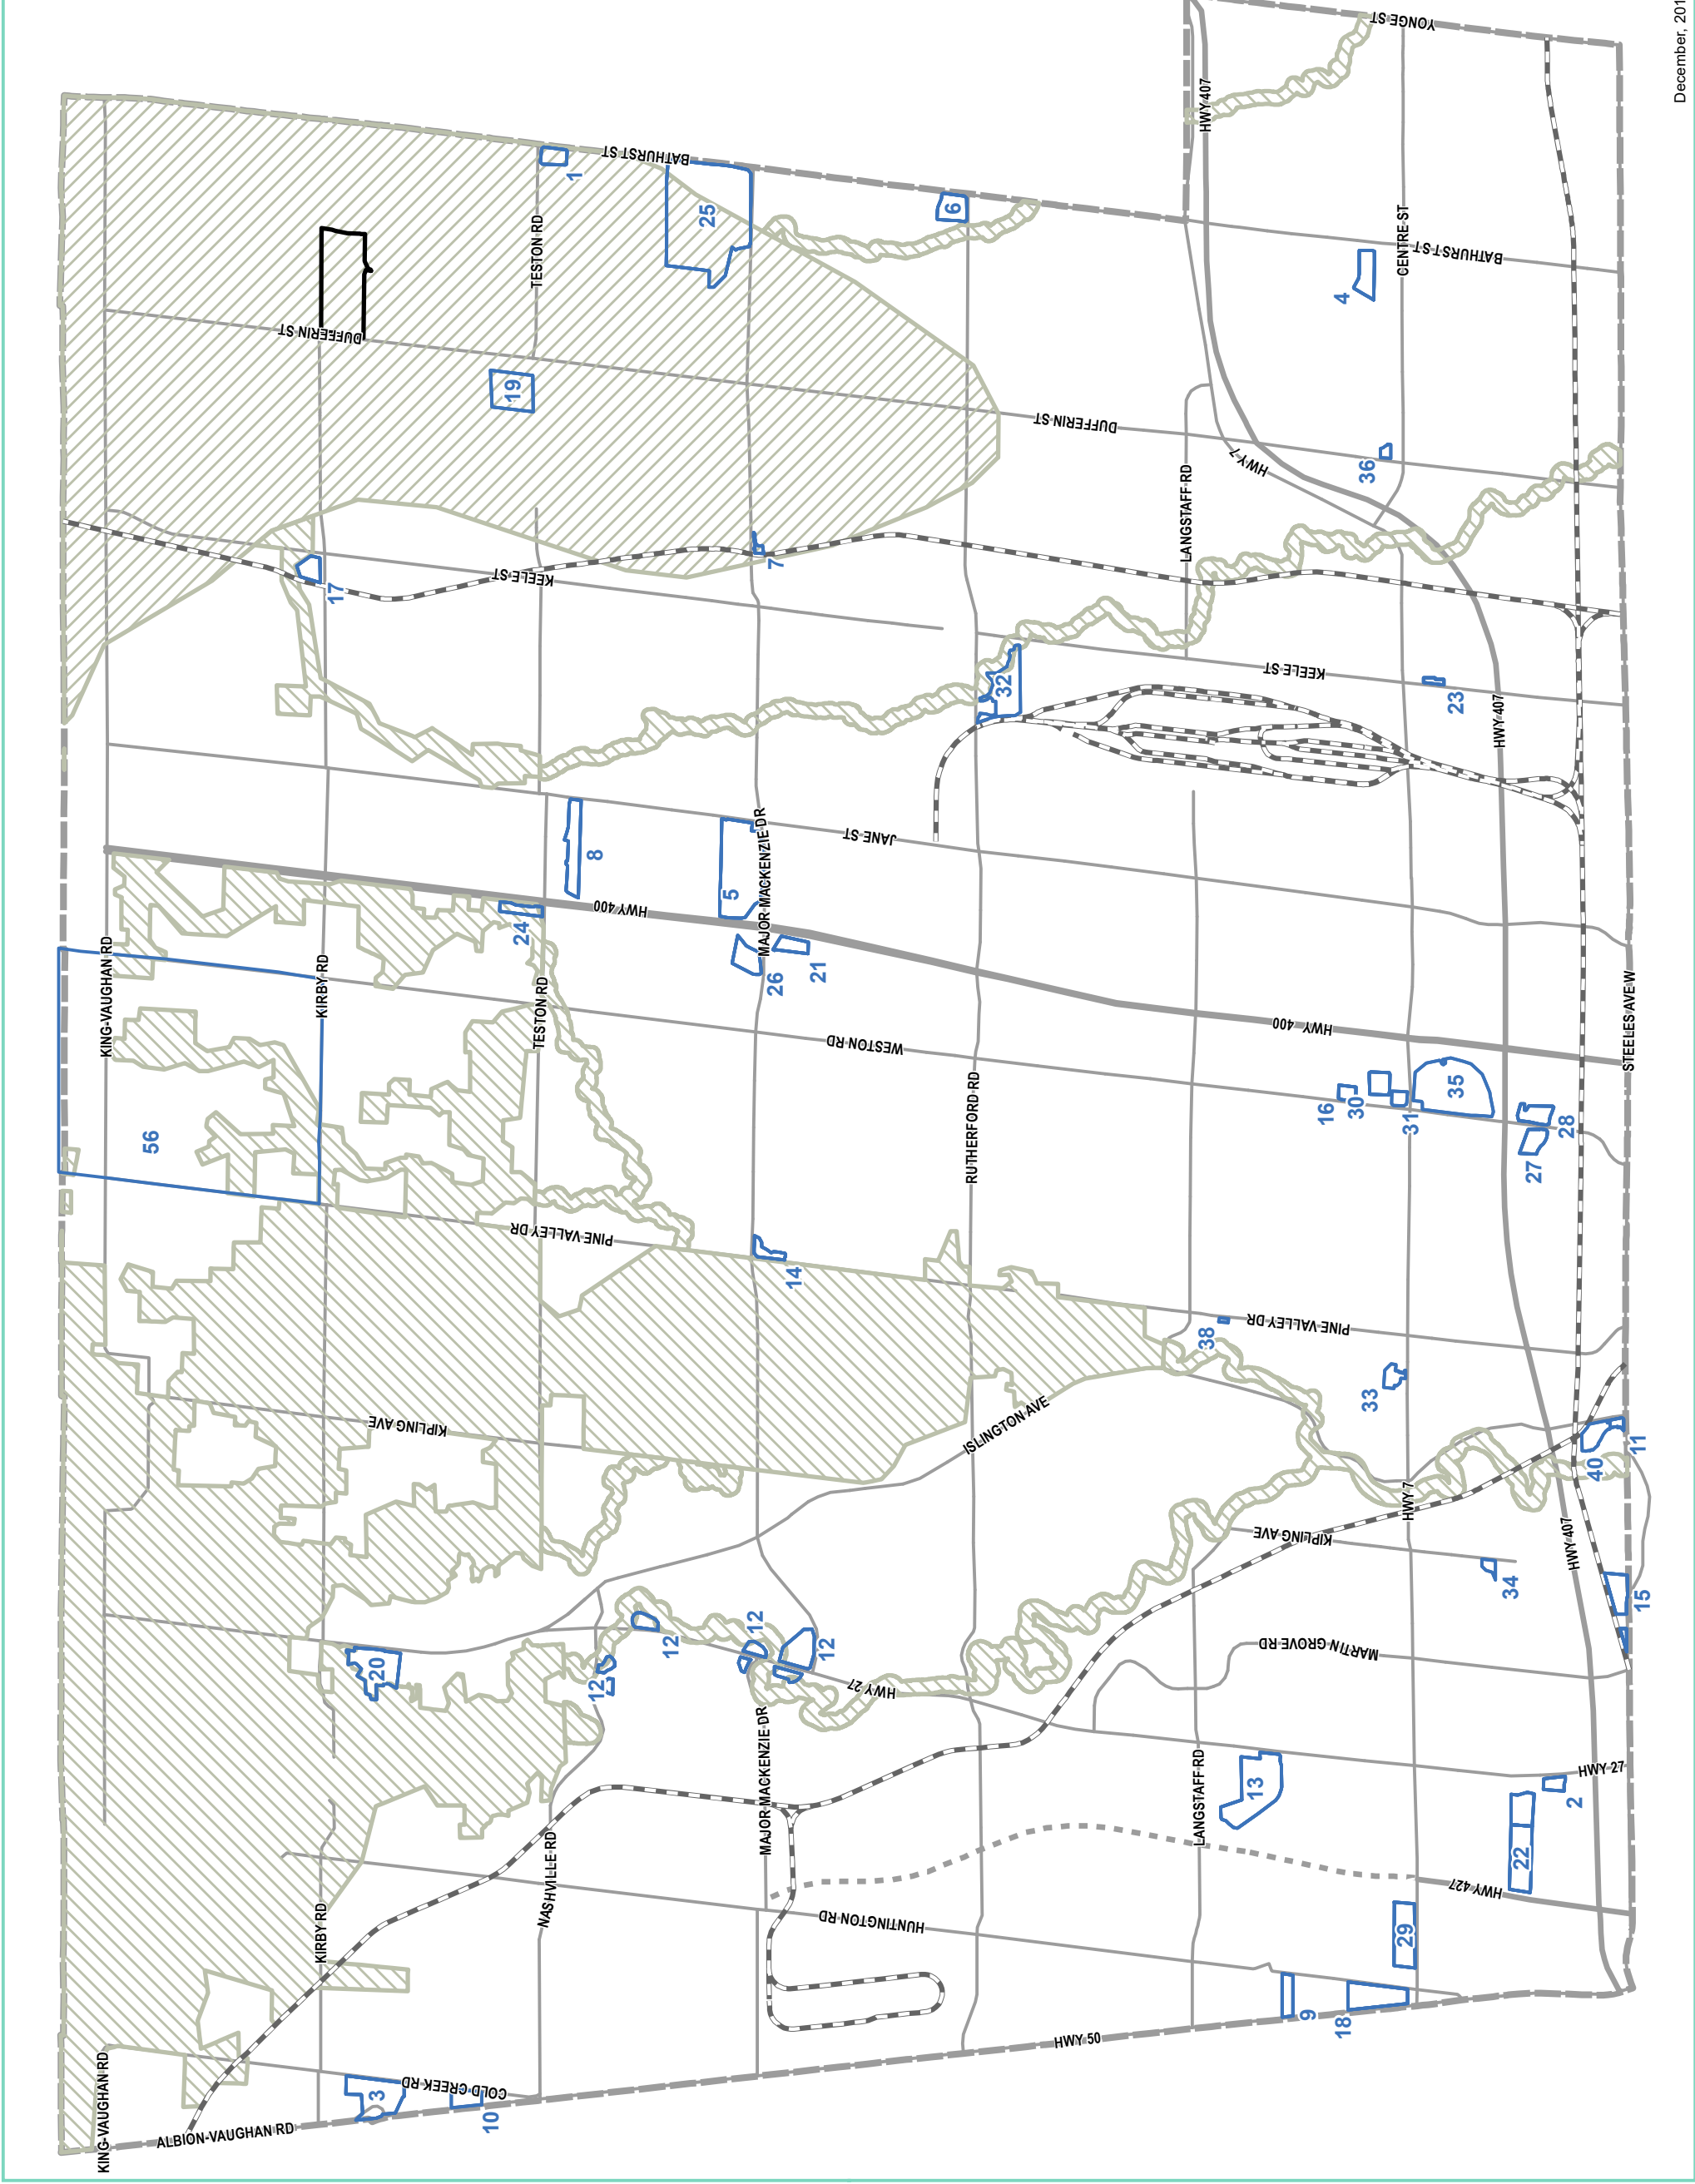 December, 201
YONGE ST
HWY 407
BATHURST ST
1
TESTON RD
25
6
CENTRE ST
BATHURST ST
4
DUFFERIN ST
19
DUFFERIN ST
LANGSTAFF RD
HWY 7
36
17
KEELE ST
7
32
KEELE ST
23
HWY 407
8
JANE ST
MAJOR MACKENZIE DR
5
HWY 400
24
26
21
KING-VAUGHAN RD
KIRBY RD
TESTON RD
WESTON RD
HWY 400
STEELES AVE W
56
RUTHERFORD RD
16
30
31
35
28
27
PINE VALLEY DR
14
38
PINE VALLEY DR
33
KIPLING AVE
ISLINGTON AVE
11
40
HWY 7
KIPLING AVE
HWY 407
34
15
20
12
12
12
12
HWY 27
MARTIN GROVE RD
MAJOR MACKENZIE DR
LANGSTAFF RD
13
HWY 27
2
22
HWY 427
NASHVILLE RD
KIRBY RD
HUNTINGTON RD
29
9
18
HWY 50
KING-VAUGHAN RD
ALBION-VAUGHAN RD
COLD CREEK RD
3
10